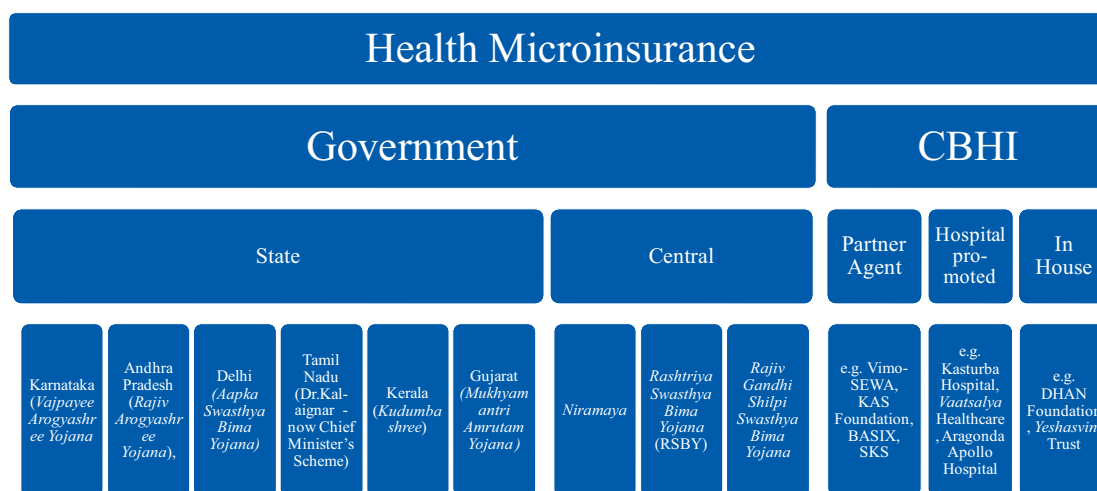 Health Microinsurance
Government
CBHI
State
Central
Partner
Agent
Hospital
pro-
moted
In
House
Karnataka
(Vajpayee
Arogyashr
ee Yojana
Andhra
Pradesh
(Rajiv
Arogyashr
ee
Yojana),
Delhi
(Aapka
Swasthya
Bima
Yojana)
Tamil
Nadu
(Dr.Kal-
aignar -
now Chief
Minister's
Scheme)
Kerala
(Kudumba
shree)
Gujarat
(Mukhyam
antri
Amrutam
Yojana)
Niramaya
Rashtriya
Swasthya
Bima
Yojana
(RSBY)
Rajiv
Gandhi
Shilpi
Swasthya
Bima
Yojana
e.g. Vimo-
SEWA,
KAS
Foundation,
BASIX,
SKS
e.g.
Kasturba
Hospital,
Vaatsalya
Healthcare
, Aragonda
Apollo
Hospital
e.g.
DHAN
Foundation
, Yeshasvin
Trust